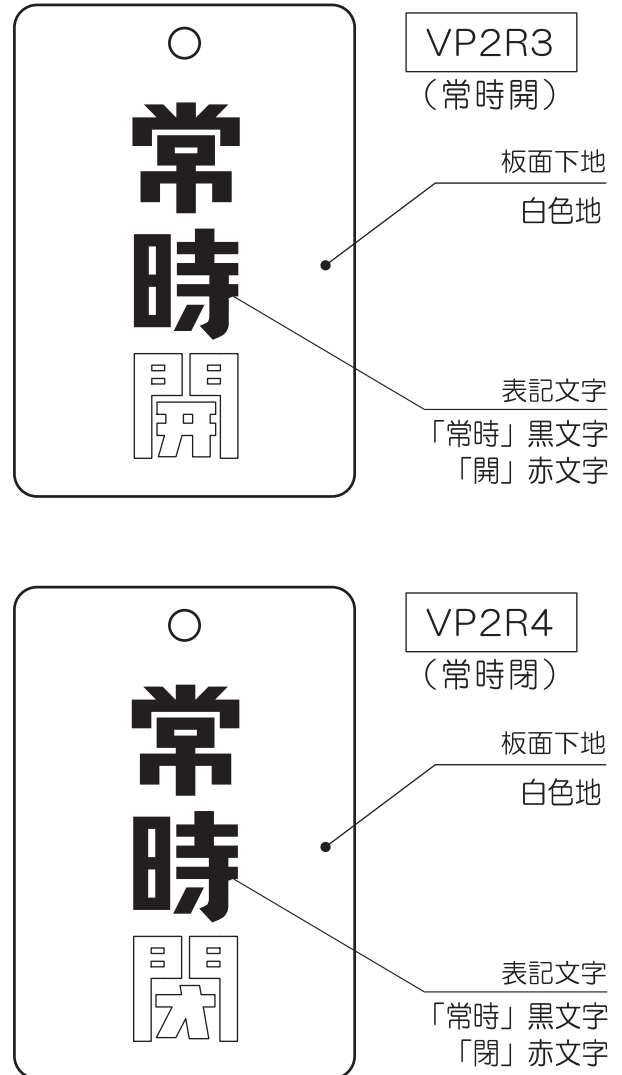 常
時
開
VP2R3
（常時開）
板面下地
白色地
表記文字
「常時」黒文字
「開」赤文字
常
時
閉
VP2R4
（常時閉）
板面下地
白色地
表記文字
「常時」黒文字
「閉」赤文字